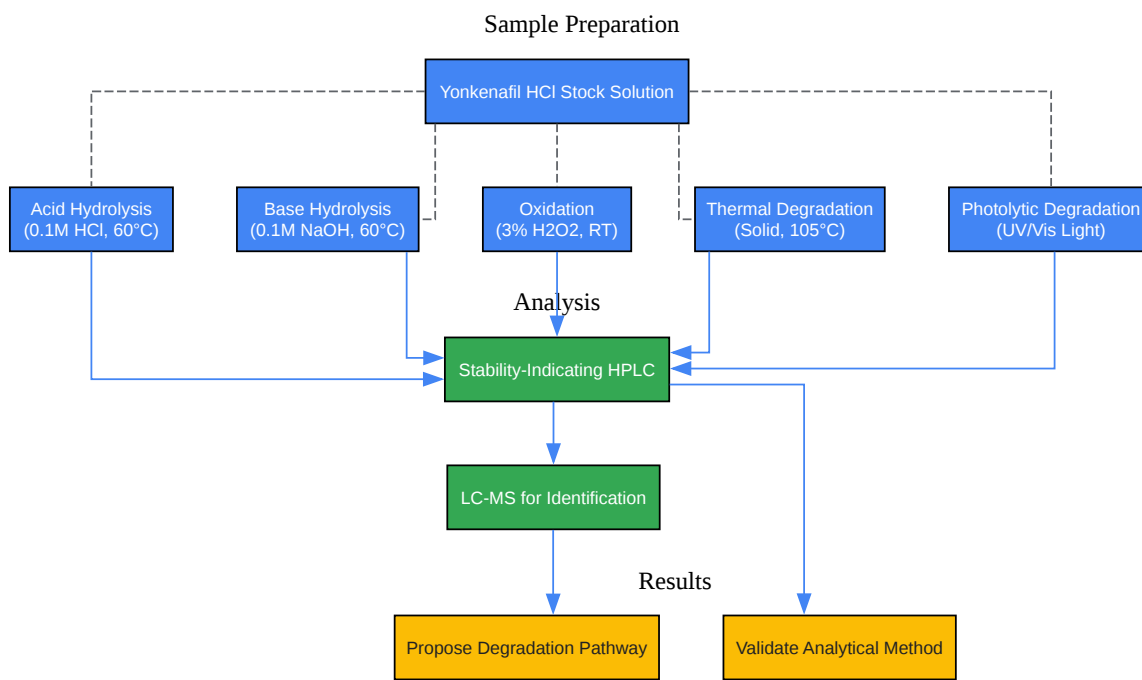 Sample Preparation
Yonkenafil HCl Stock Solution
Acid Hydrolysis
(0.1M HCl, 60°C)
Base Hydrolysis
(0.1M NaOH, 60°C)
Oxidation
(3% H2O2, RT)
Thermal Degradation
(Solid, 105°C)
Photolytic Degradation
(UV/Vis Light)
Analysis
Stability-Indicating HPLC
LC-MS for Identification
Results
Propose Degradation Pathway
Validate Analytical Method